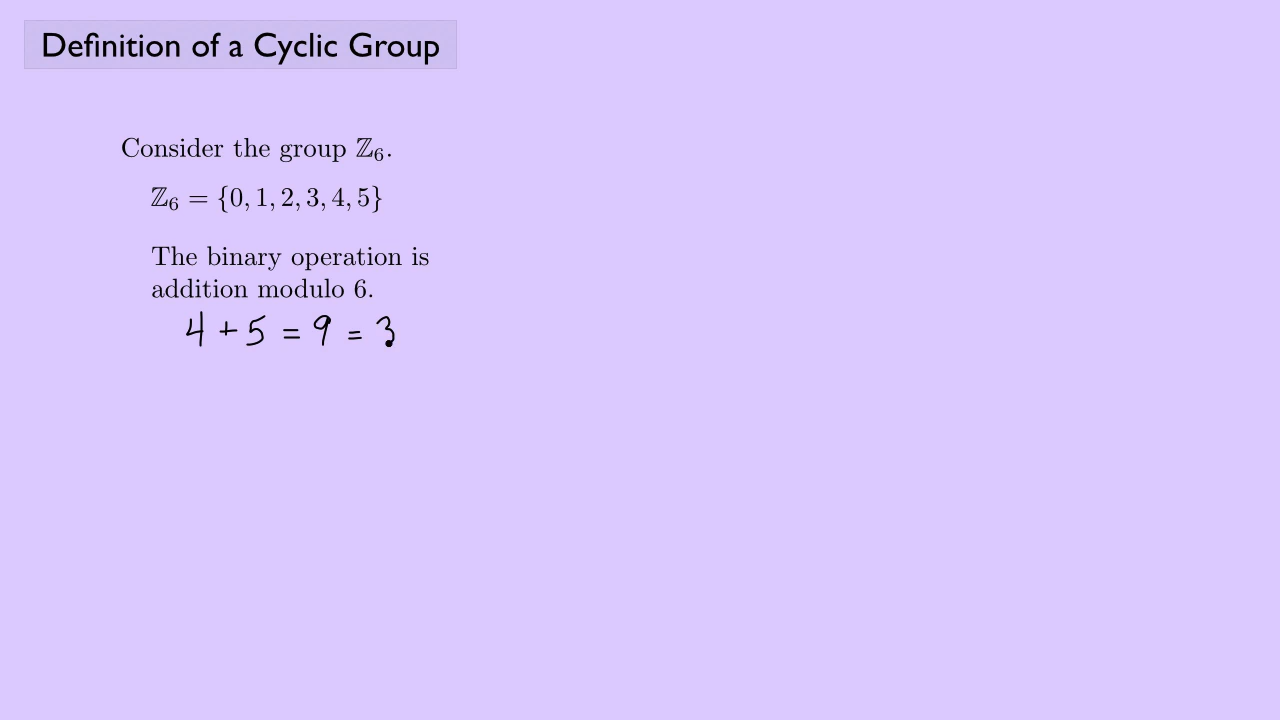 Definition of a Cyclic Group
Consider the group ℤ₆.
ℤ₆ = {0, 1, 2, 3, 4, 5}
The binary operation is
addition modulo 6.
4 + 5 = 9 = 3